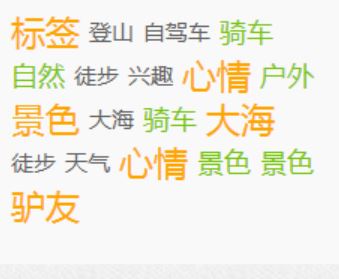 标签 登山 自驾车 骑车
自然 徒步 兴趣 心情 户外
景色 大海 骑车 大海
徒步 天气 心情 景色 景色
驴友